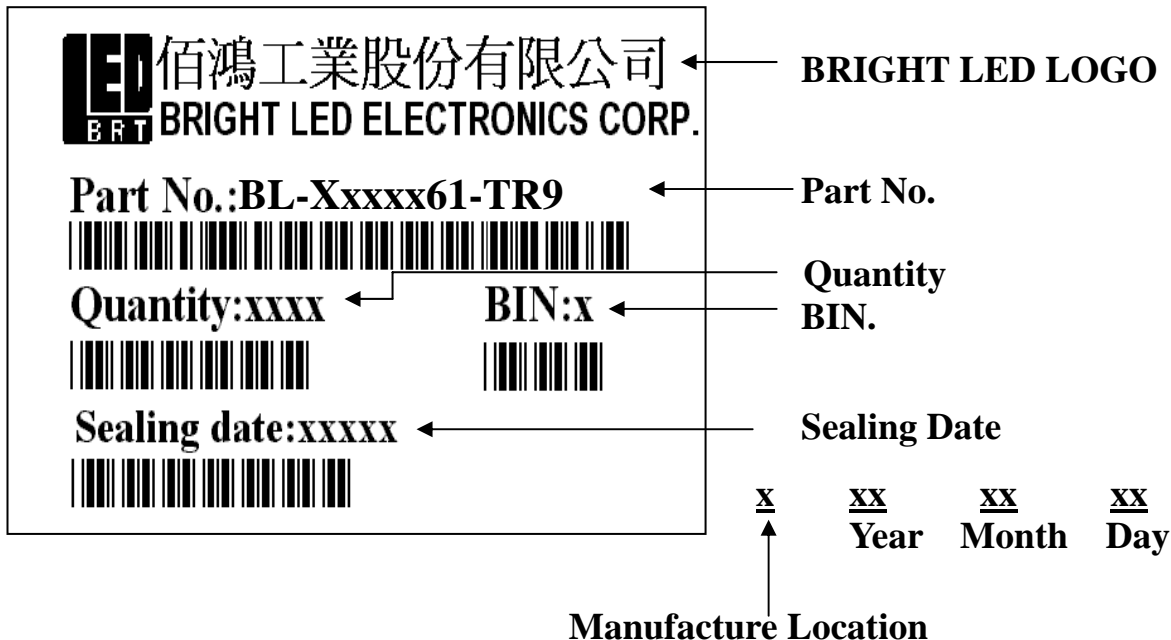 LED
BRT
佰鴻工業股份有限公司
BRIGHT LED ELECTRONICS CORP.
BRIGHT LED LOGO
Part No.:BL-Xxxxx61-TR9
Part No.
Quantity:xxxx
BIN:x
Quantity
BIN.
Sealing date:xxxxx
Sealing Date
x xx xx xx
Year Month Day
Manufacture Location